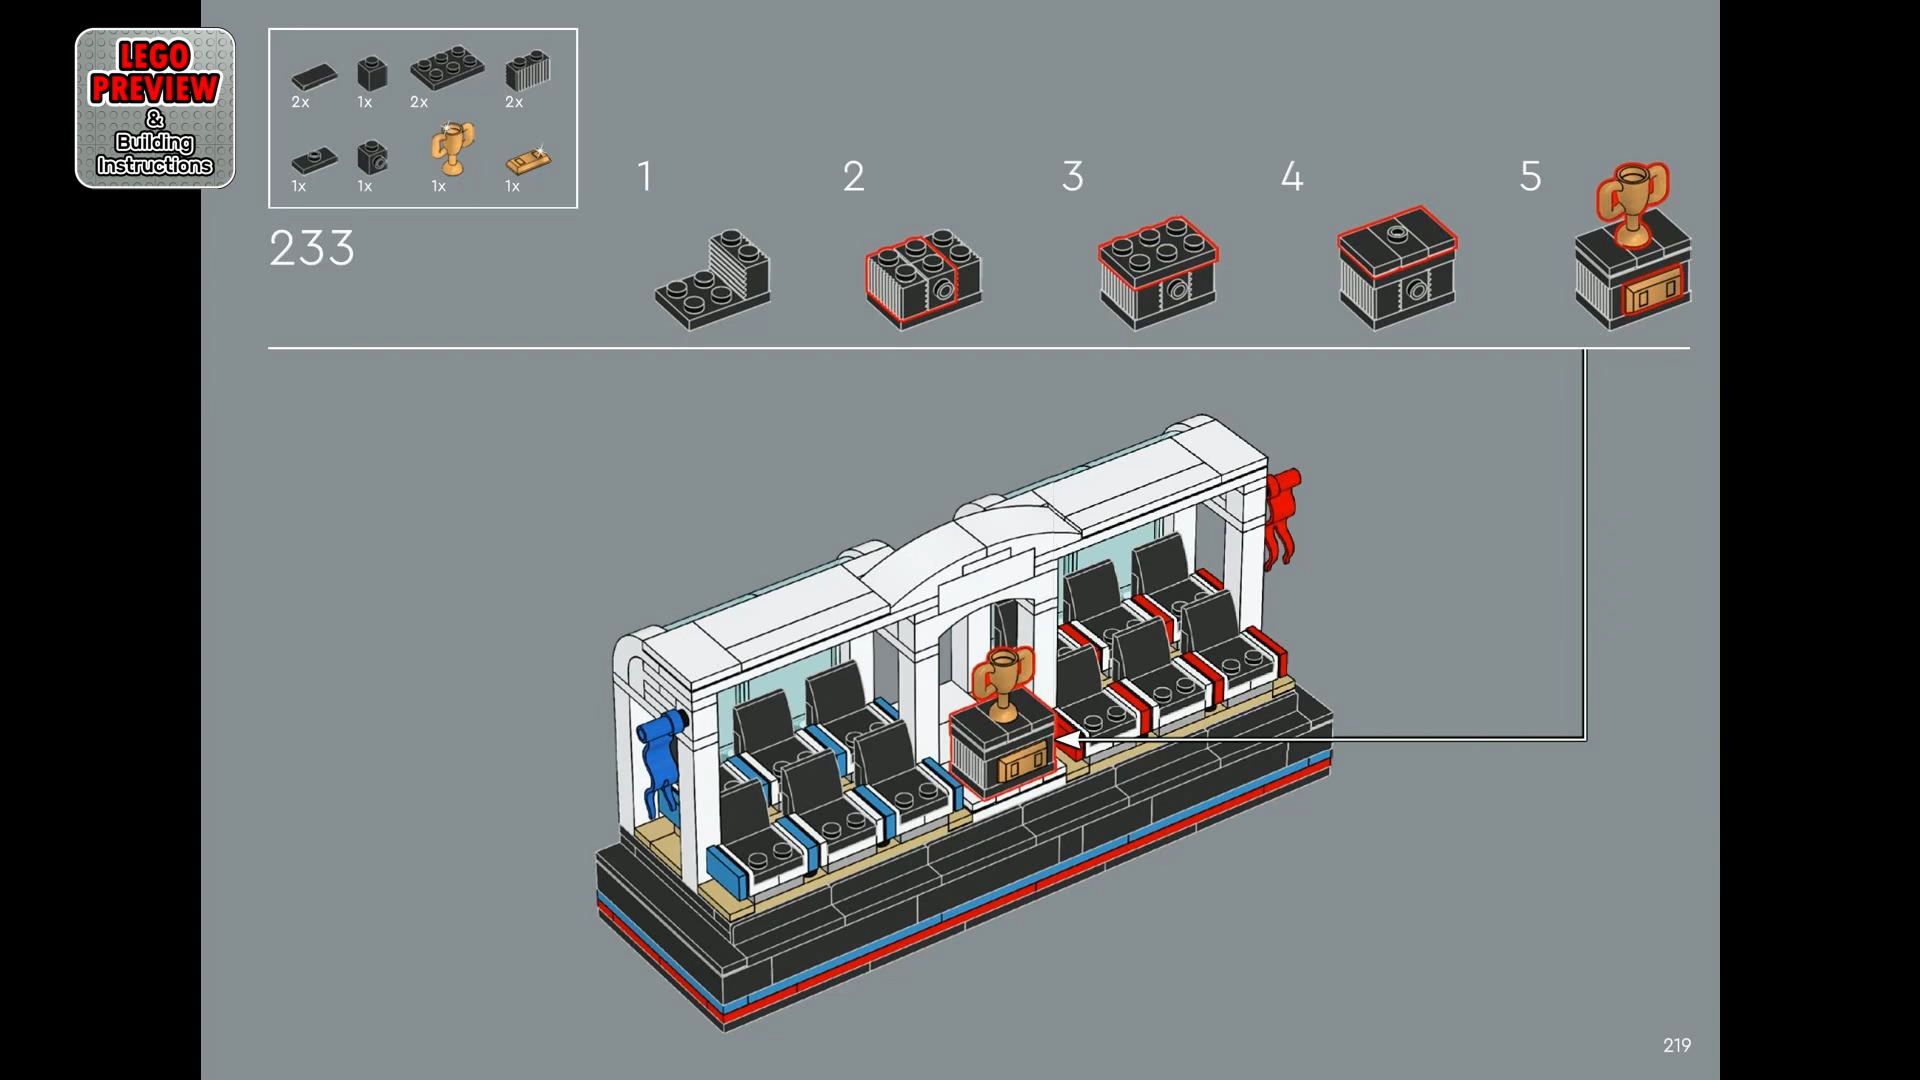 LEGO
PREVIEW
&
Building
Instructions
2x 1x 2x 2x
1x 1x 1x 1x
233
1 2 3 4 5
219